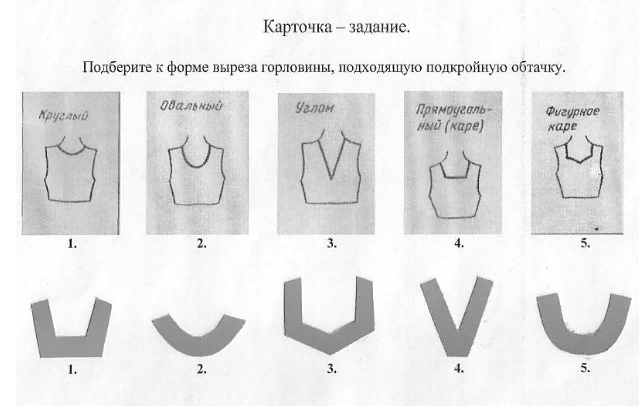 Карточка – задание.
Подберите к форме выреза горловины, подходящую подкройную обтачку.
Круглый
Овальный
Углом
Прямоуголь-
ный (каре)
Фигурное
каре
1. 2. 3. 4. 5.
1. 2. 3. 4. 5.